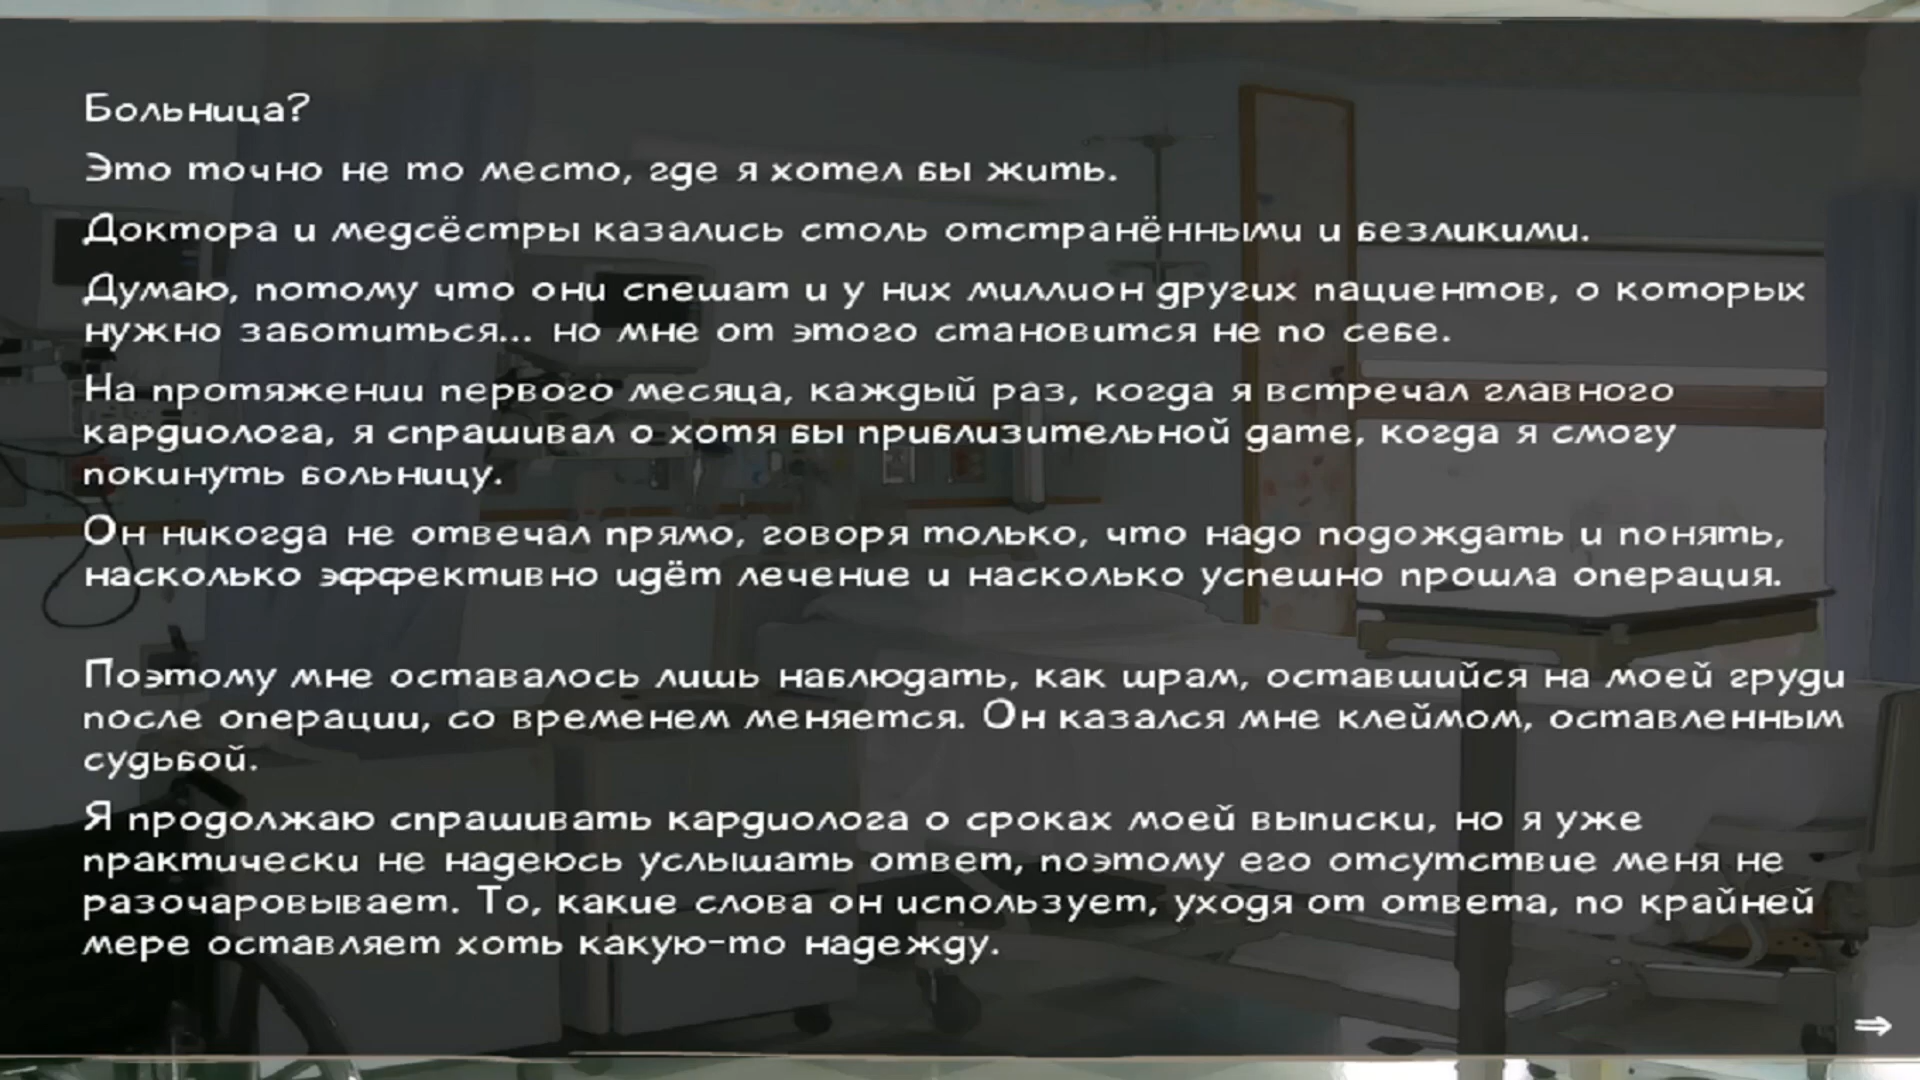 Больница?
Это точно не то место, где я хотел бы жить.
Доктора и медсёстры казались столь отстранёнными и безликими.
Думаю, потому что они спешат и у них миллион других пациентов, о которых
нужно заботиться... но мне от этого становится не по себе.
На протяжении первого месяца, каждый раз, когда я встречал главного
кардиолога, я спрашивал о хотя бы приблизительной дате, когда я смогу
покинуть больницу.
Он никогда не отвечал прямо, говоря только, что надо подождать и понять,
насколько эффективно идёт лечение и насколько успешно прошла операция.
Поэтому мне оставалось лишь наблюдать, как шрам, оставшийся на моей груди
после операции, со временем меняется. Он казался мне клеймом, оставленным
судьбой.
Я продолжаю спрашивать кардиолога о сроках моей выписки, но я уже
практически не надеюсь услышать ответ, поэтому его отсутствие меня не
разочаровывает. То, какие слова он использует, уходя от ответа, по крайней
мере оставляет хоть какую-то надежду.
⇒